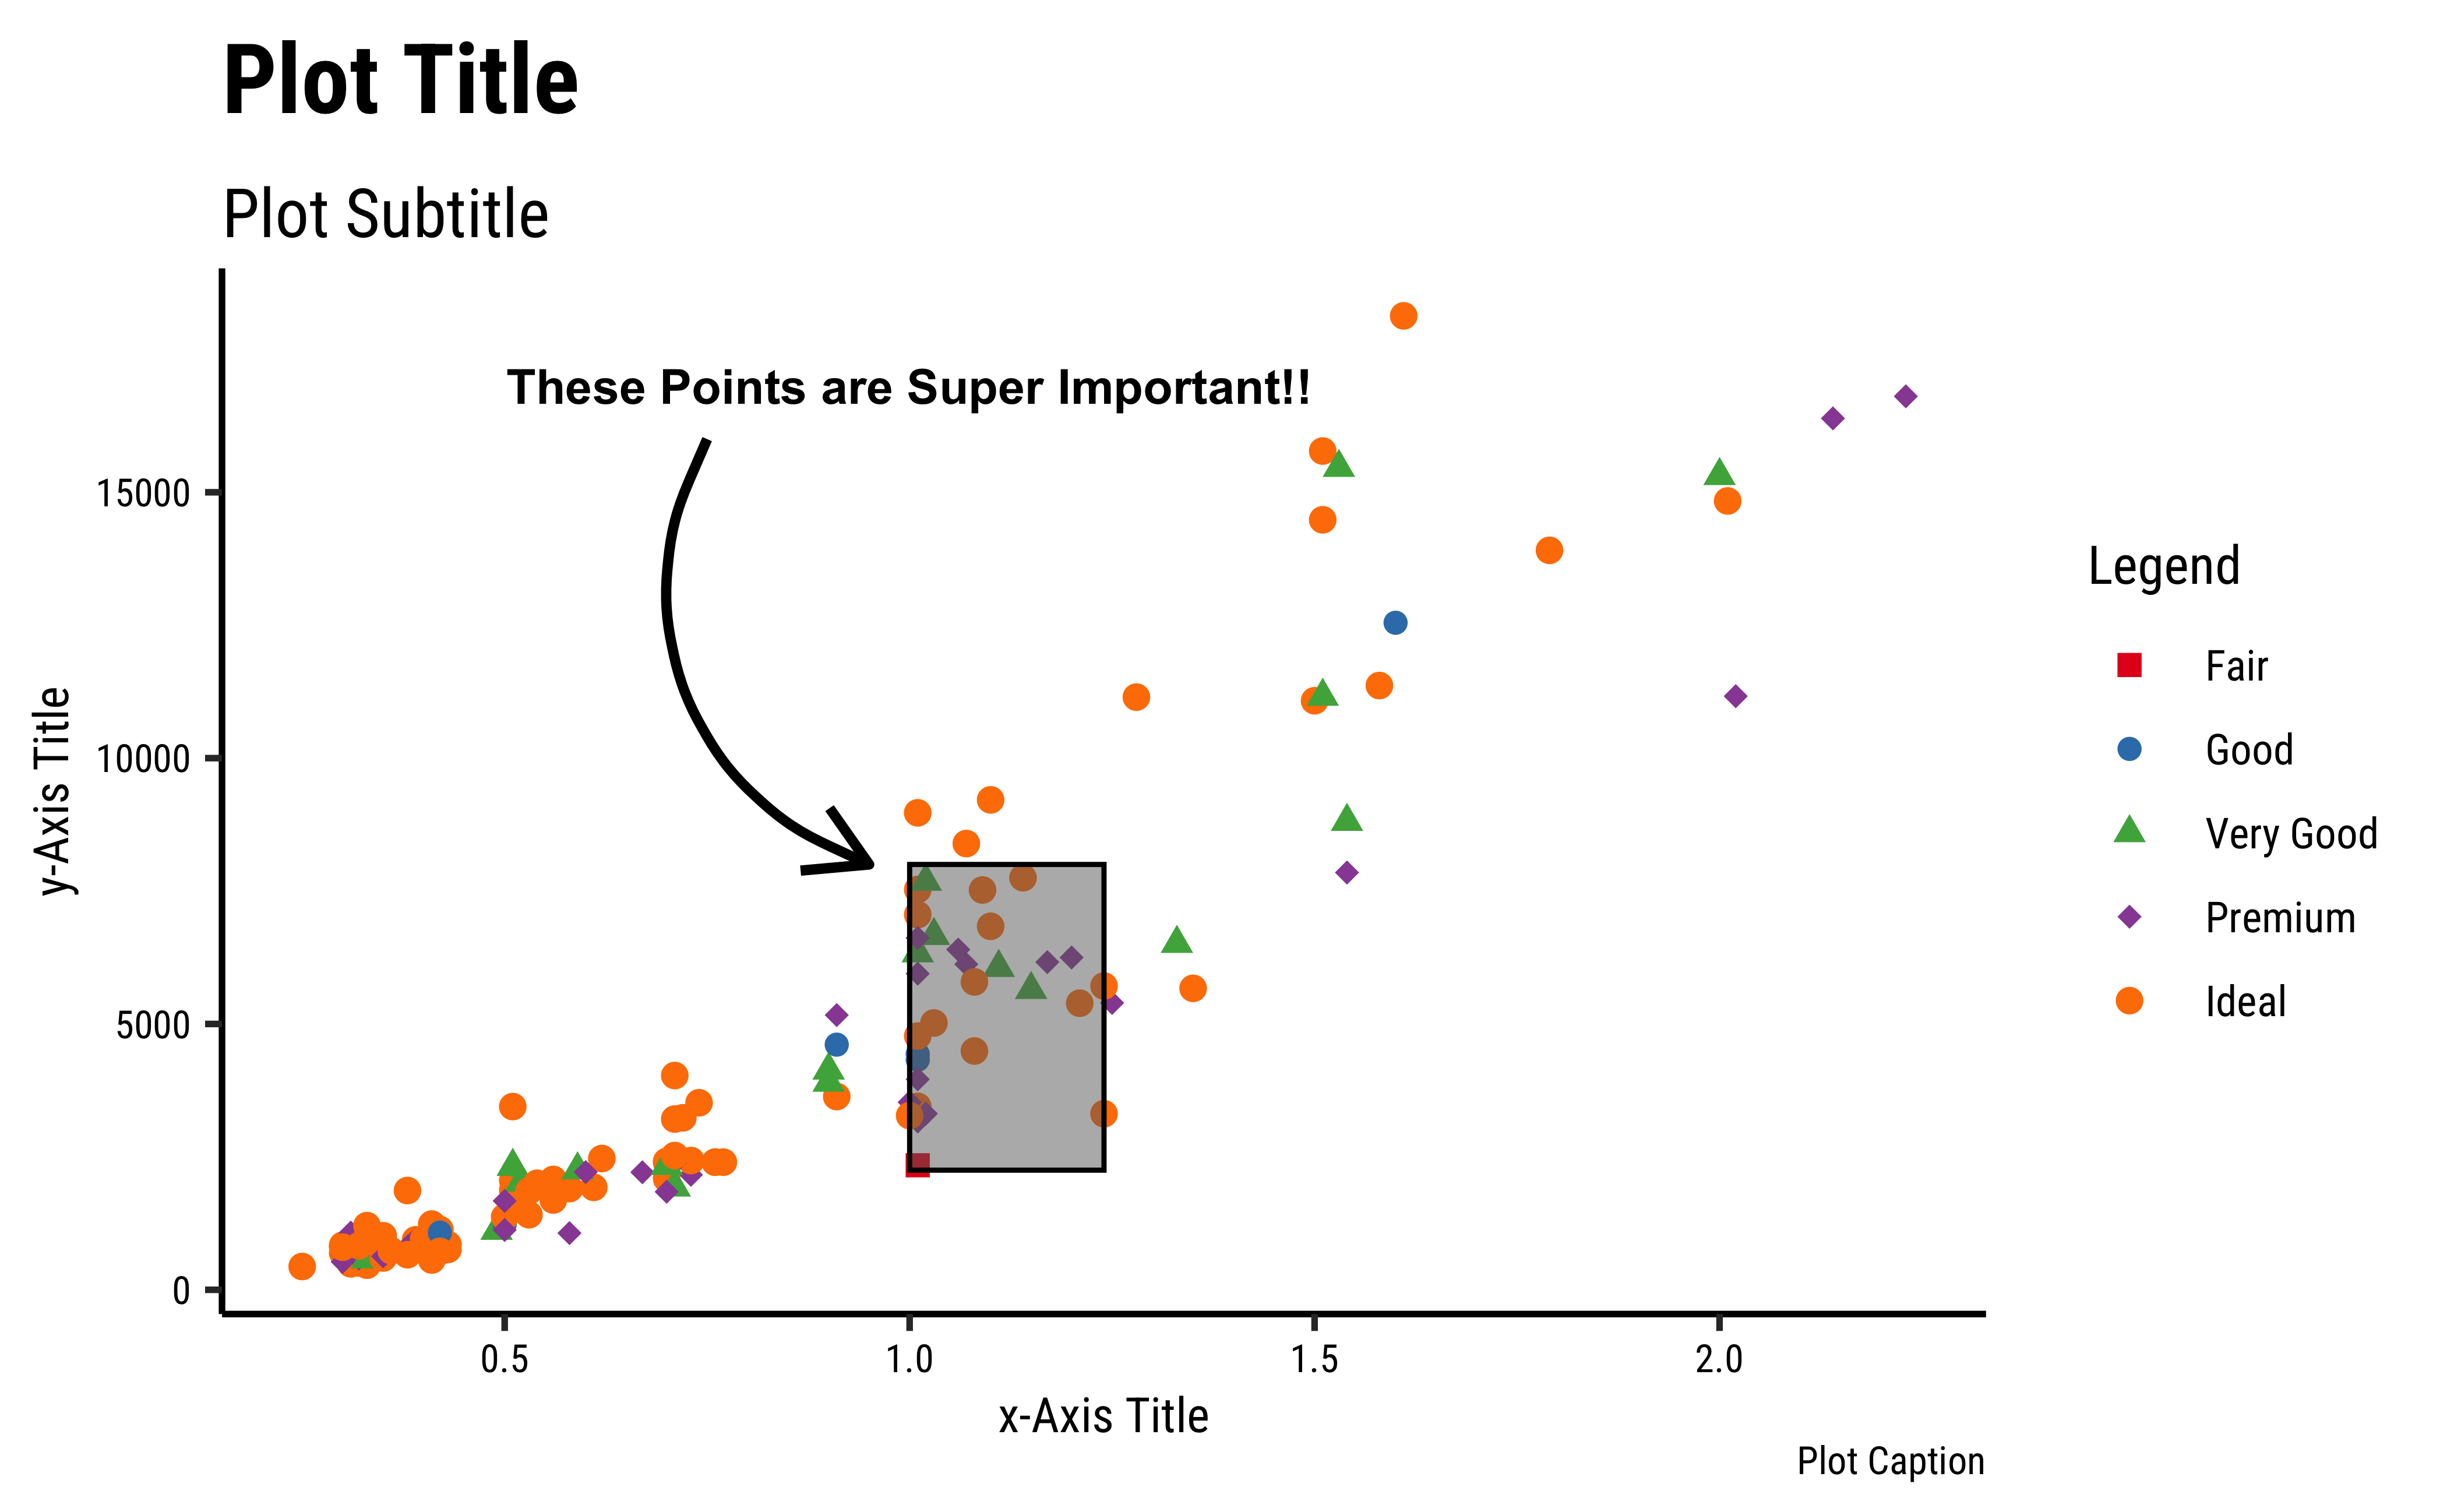 Plot Title
Plot Subtitle
These Points are Super Important!!
15000
10000
5000
0
y-Axis Title
0.5
1.0
1.5
2.0
x-Axis Title
Legend
Fair
Good
Very Good
Premium
Ideal
Plot Caption